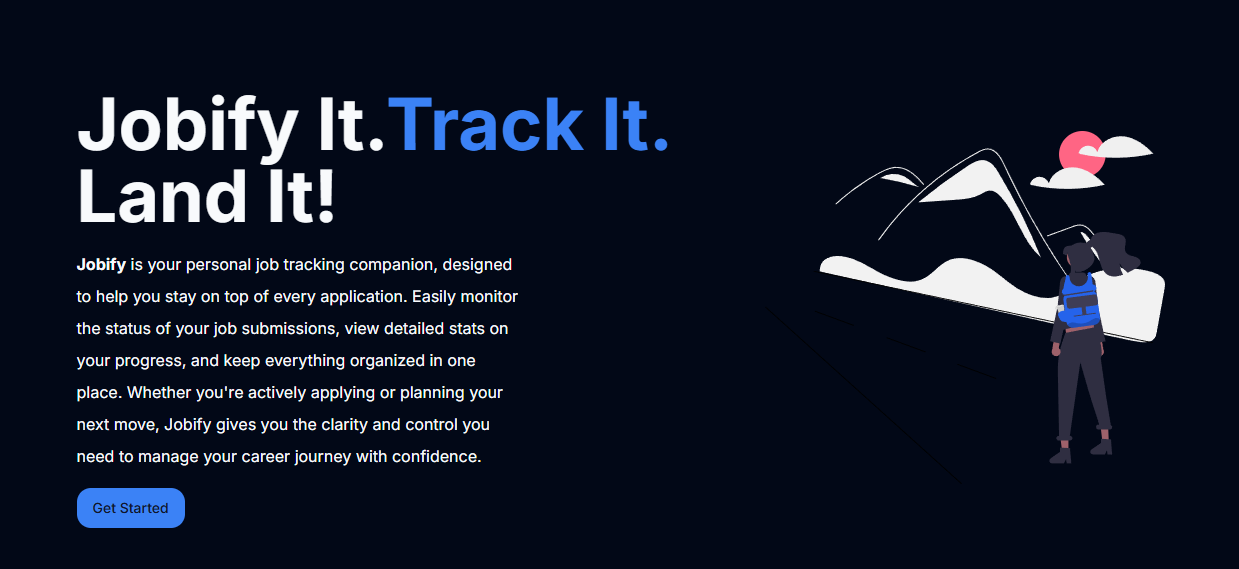 Jobify It.Track It.
Land It!
Jobify is your personal job tracking companion, designed
to help you stay on top of every application. Easily monitor
the status of your job submissions, view detailed stats on
your progress, and keep everything organized in one
place. Whether you're actively applying or planning your
next move, Jobify gives you the clarity and control you
need to manage your career journey with confidence.
Get Started